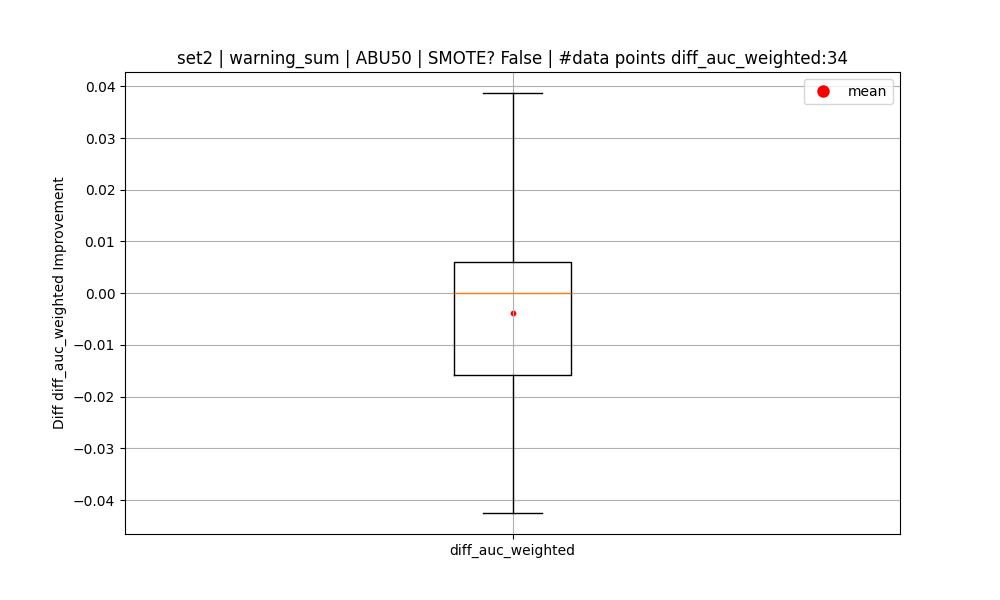 set2 | warning_sum | ABU50 | SMOTE? False | #data points diff_auc_weighted:34
mean
Diff diff_auc_weighted Improvement
0.04
0.03
0.02
0.01
0.00
−0.01
−0.02
−0.03
−0.04
diff_auc_weighted